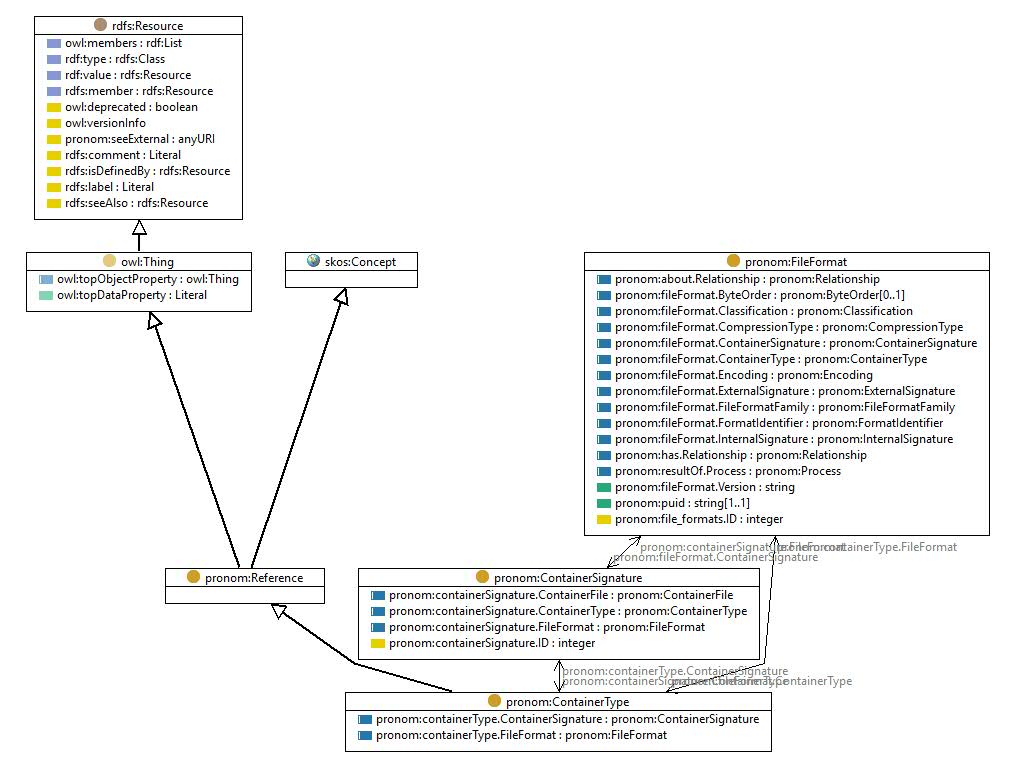 rdfs:Resource
owl:members : rdf:List
rdf:type : rdfs:Class
rdf:value : rdfs:Resource
rdfs:member : rdfs:Resource
owl:deprecated : boolean
owl:versionInfo
pronom:seeExternal : anyURI
rdfs:comment : Literal
rdfs:isDefinedBy : rdfs:Resource
rdfs:label : Literal
rdfs:seeAlso : rdfs:Resource
owl:Thing
owl:topObjectProperty : owl:Thing
owl:topDataProperty : Literal
skos:Concept
pronom:FileFormat
pronom:about.Relationship : pronom:Relationship
pronom:fileFormat.ByteOrder : pronom:ByteOrder[0..1]
pronom:fileFormat.Classification : pronom:Classification
pronom:fileFormat.CompressionType : pronom:CompressionType
pronom:fileFormat.ContainerSignature : pronom:ContainerSignature
pronom:fileFormat.ContainerType : pronom:ContainerType
pronom:fileFormat.Encoding : pronom:Encoding
pronom:fileFormat.ExternalSignature : pronom:ExternalSignature
pronom:fileFormat.FileFormatFamily : pronom:FileFormatFamily
pronom:fileFormat.FormatIdentifier : pronom:FormatIdentifier
pronom:fileFormat.InternalSignature : pronom:InternalSignature
pronom:has.Relationship : pronom:Relationship
pronom:resultOf.Process : pronom:Process
pronom:fileFormat.Version : string
pronom:puid : string[1..1]
pronom:file_formats.ID : integer
pronom:containerSignature.FileFormat
pronom:containerType.FileFormat
pronom:fileFormat.ContainerSignature
pronom:Reference
pronom:ContainerSignature
pronom:containerSignature.ContainerFile : pronom:ContainerFile
pronom:containerSignature.ContainerType : pronom:ContainerType
pronom:containerSignature.FileFormat : pronom:FileFormat
pronom:containerSignature.ID : integer
pronom:containerType.ContainerSignature
pronom:containerSignature.ContainerType
pronom:fileFormat.ContainerType
pronom:ContainerType
pronom:containerType.ContainerSignature : pronom:ContainerSignature
pronom:containerType.FileFormat : pronom:FileFormat